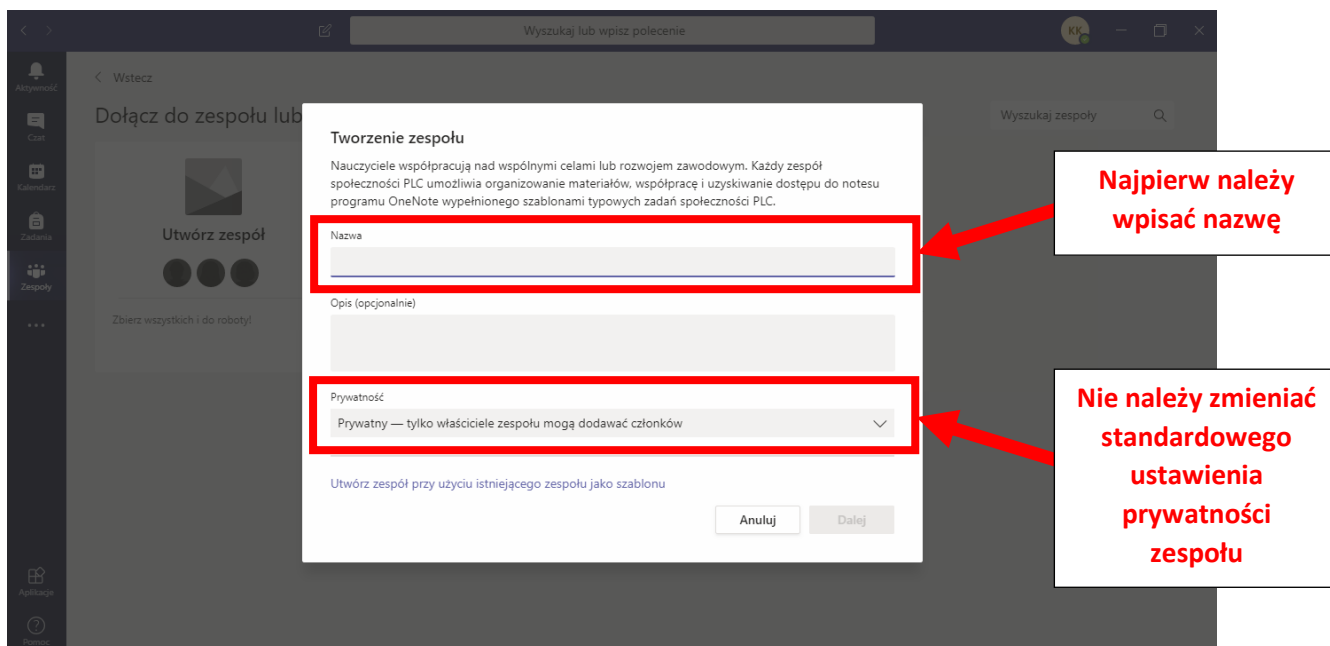 Wyszukaj lub wpisz polecenie
KK
Aktywność
Czat
Kalendarz
Zadania
Zespoły
Aplikacje
Pomoc
Wstecz
Dołącz do zespołu lub
Wyszukaj zespoły
Utwórz zespół
Zbierz wszystkich i do roboty!
Tworzenie zespołu
Nauczyciele współpracują nad wspólnymi celami lub rozwojem zawodowym. Każdy zespół
społeczności PLC umożliwia organizowanie materiałów, współpracę i uzyskiwanie dostępu do notesu
programu OneNote wypełnionego szablonami typowych zadań społeczności PLC.
Nazwa
Opis (opcjonalnie)
Prywatność
Prywatny — tylko właściciele zespołu mogą dodawać członków
Utwórz zespół przy użyciu istniejącego zespołu jako szablonu
Anuluj
Dalej
Najpierw należy
wpisać nazwę
Nie należy zmieniać
standardowego
ustawienia
prywatności
zespołu